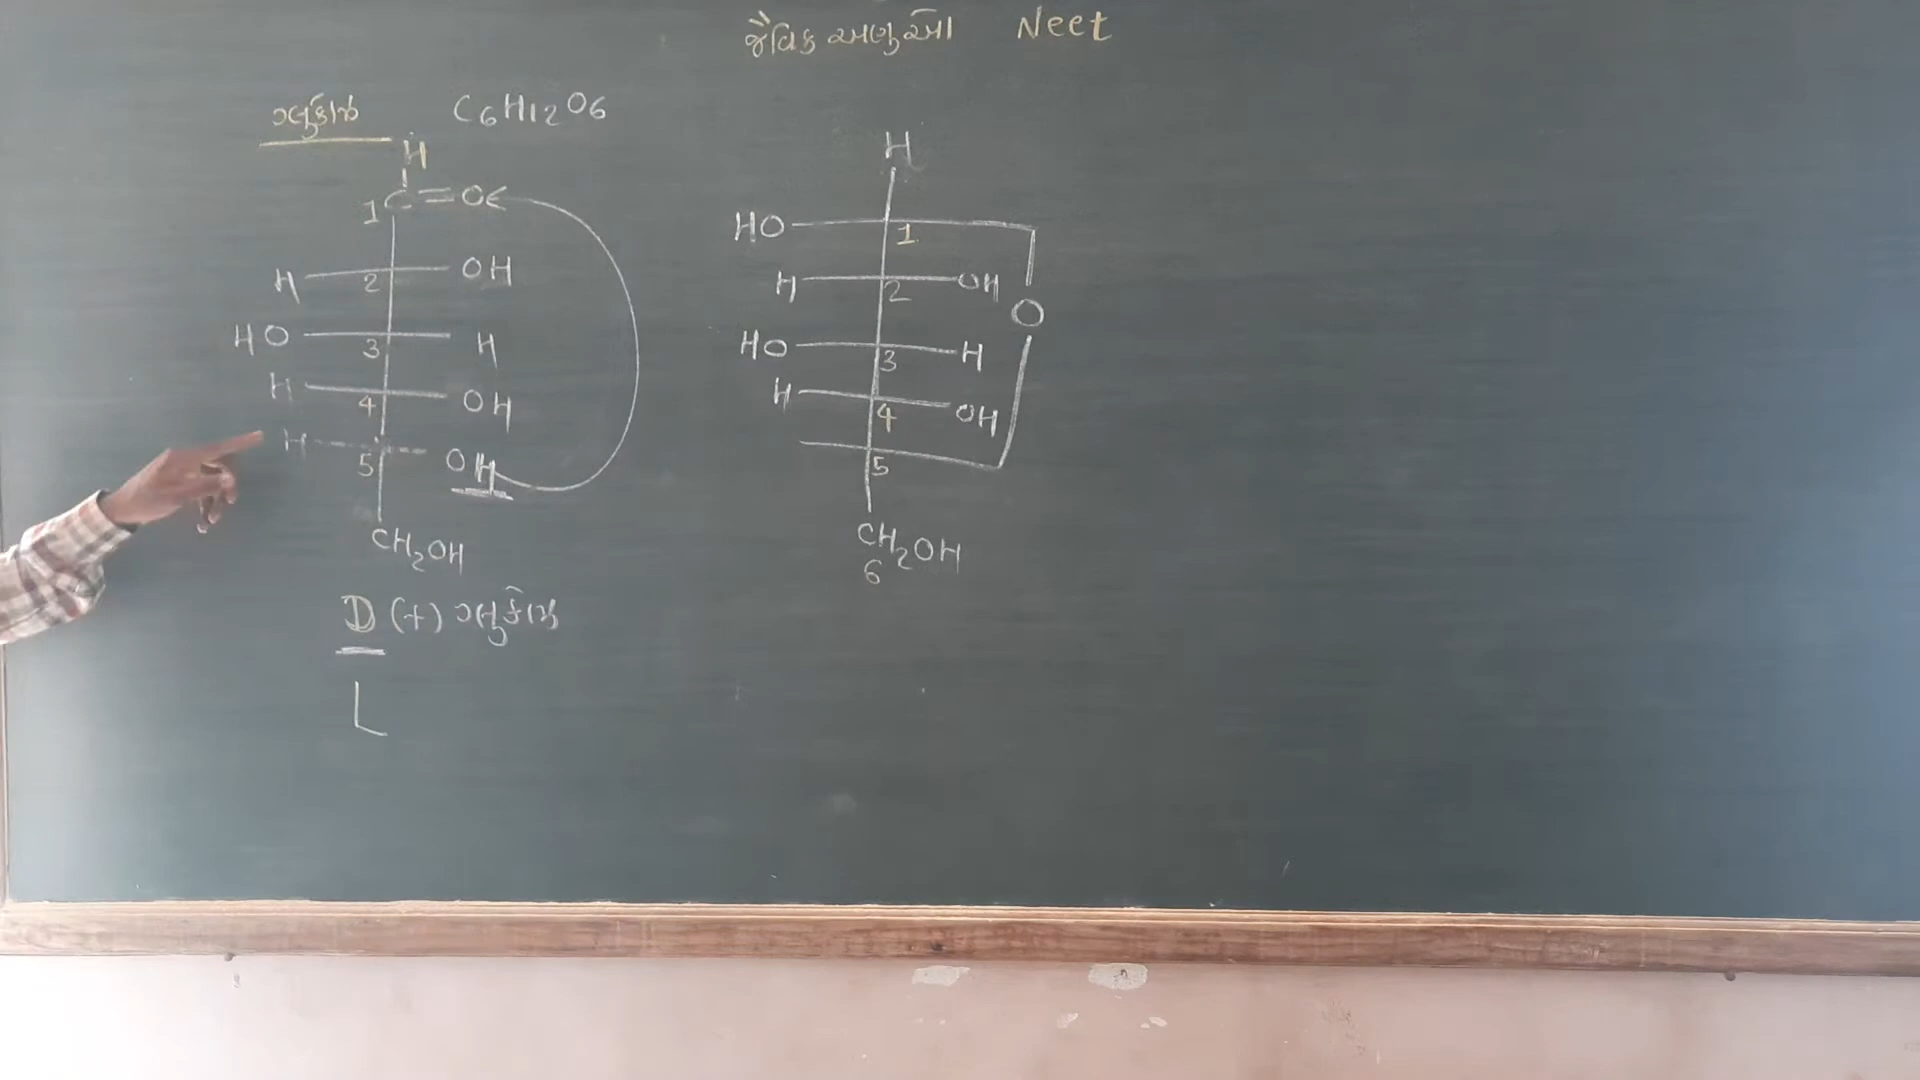 જૈવિક અણુઓ Neet
ગ્લુકોઝ C6H12O6
H
1 C=O
H 2 OH
HO 3 H
H 4 OH
H 5 OH
CH2OH
D (+) ગ્લુકોઝ
L
H
HO 1
H 2 OH
O
HO 3 H
H 4 OH
5
CH2OH
6